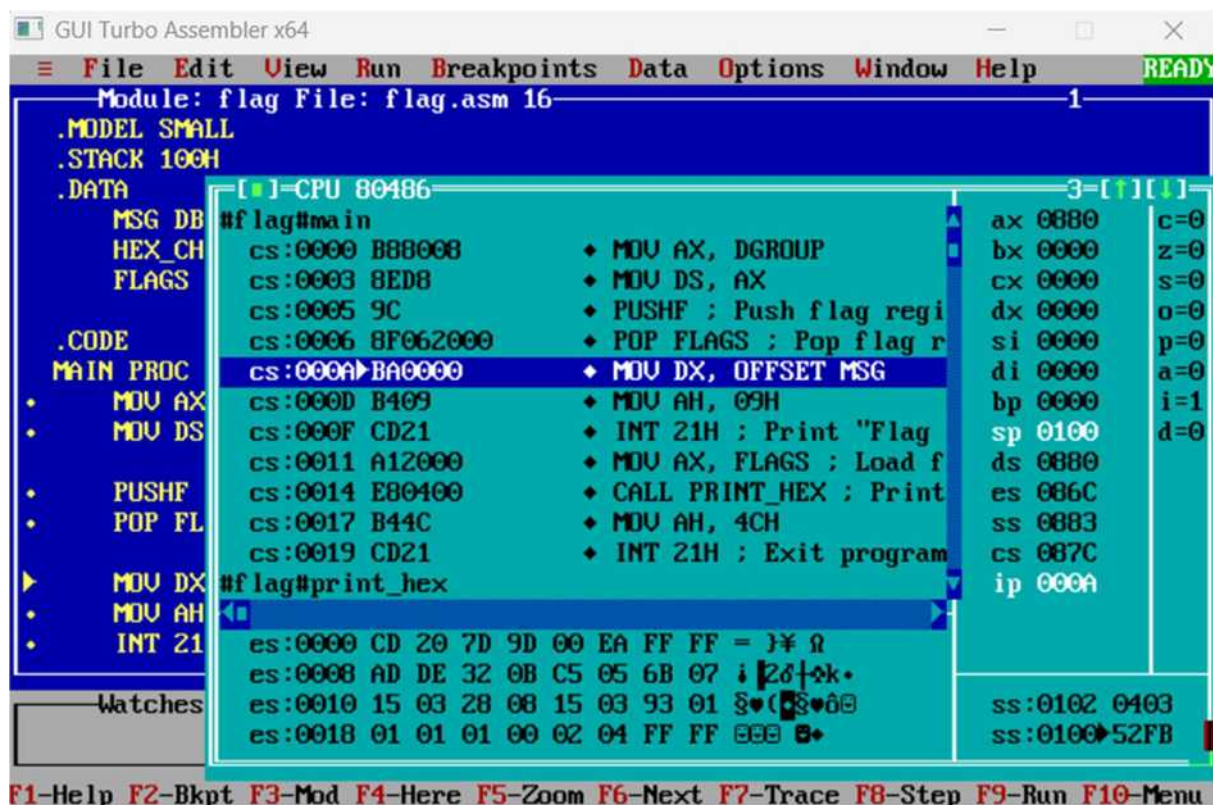 GUI Turbo Assembler x64
≡ File Edit View Run Breakpoints Data Options Window Help READY
Module: flag File: flag.asm 16 1
.MODEL SMALL
.STACK 100H
.DATA
MSG DB
HEX_CH
FLAGS
.CODE
MAIN PROC
MOV AX
MOV DS
PUSHF
POP FL
MOV DX
MOV AH
INT 21
Watches
[■]=CPU 80486 3=[↑][↓]
#flag#main
cs:0000 B88008 ♦ MOV AX, DGROUP
cs:0003 8ED8 ♦ MOV DS, AX
cs:0005 9C ♦ PUSHF ; Push flag regi
cs:0006 8F062000 ♦ POP FLAGS ; Pop flag r
cs:000A►BA0000 ♦ MOV DX, OFFSET MSG
cs:000D B409 ♦ MOV AH, 09H
cs:000F CD21 ♦ INT 21H ; Print "Flag
cs:0011 A12000 ♦ MOV AX, FLAGS ; Load f
cs:0014 E80400 ♦ CALL PRINT_HEX ; Print
cs:0017 B44C ♦ MOV AH, 4CH
cs:0019 CD21 ♦ INT 21H ; Exit program
#flag#print_hex
es:0000 CD 20 7D 9D 00 EA FF FF = }¥ Ω
es:0008 AD DE 32 0B C5 05 6B 07
es:0010 15 03 28 08 15 03 93 01
es:0018 01 01 01 00 02 04 FF FF
ax 0880 c=0
bx 0000 z=0
cx 0000 s=0
dx 0000 o=0
si 0000 p=0
di 0000 a=0
bp 0000 i=1
sp 0100 d=0
ds 0880
es 086C
ss 0883
cs 087C
ip 000A
ss:0102 0403
ss:0100►52FB
F1-Help F2-Bkpt F3-Mod F4-Here F5-Zoom F6-Next F7-Trace F8-Step F9-Run F10-Menu